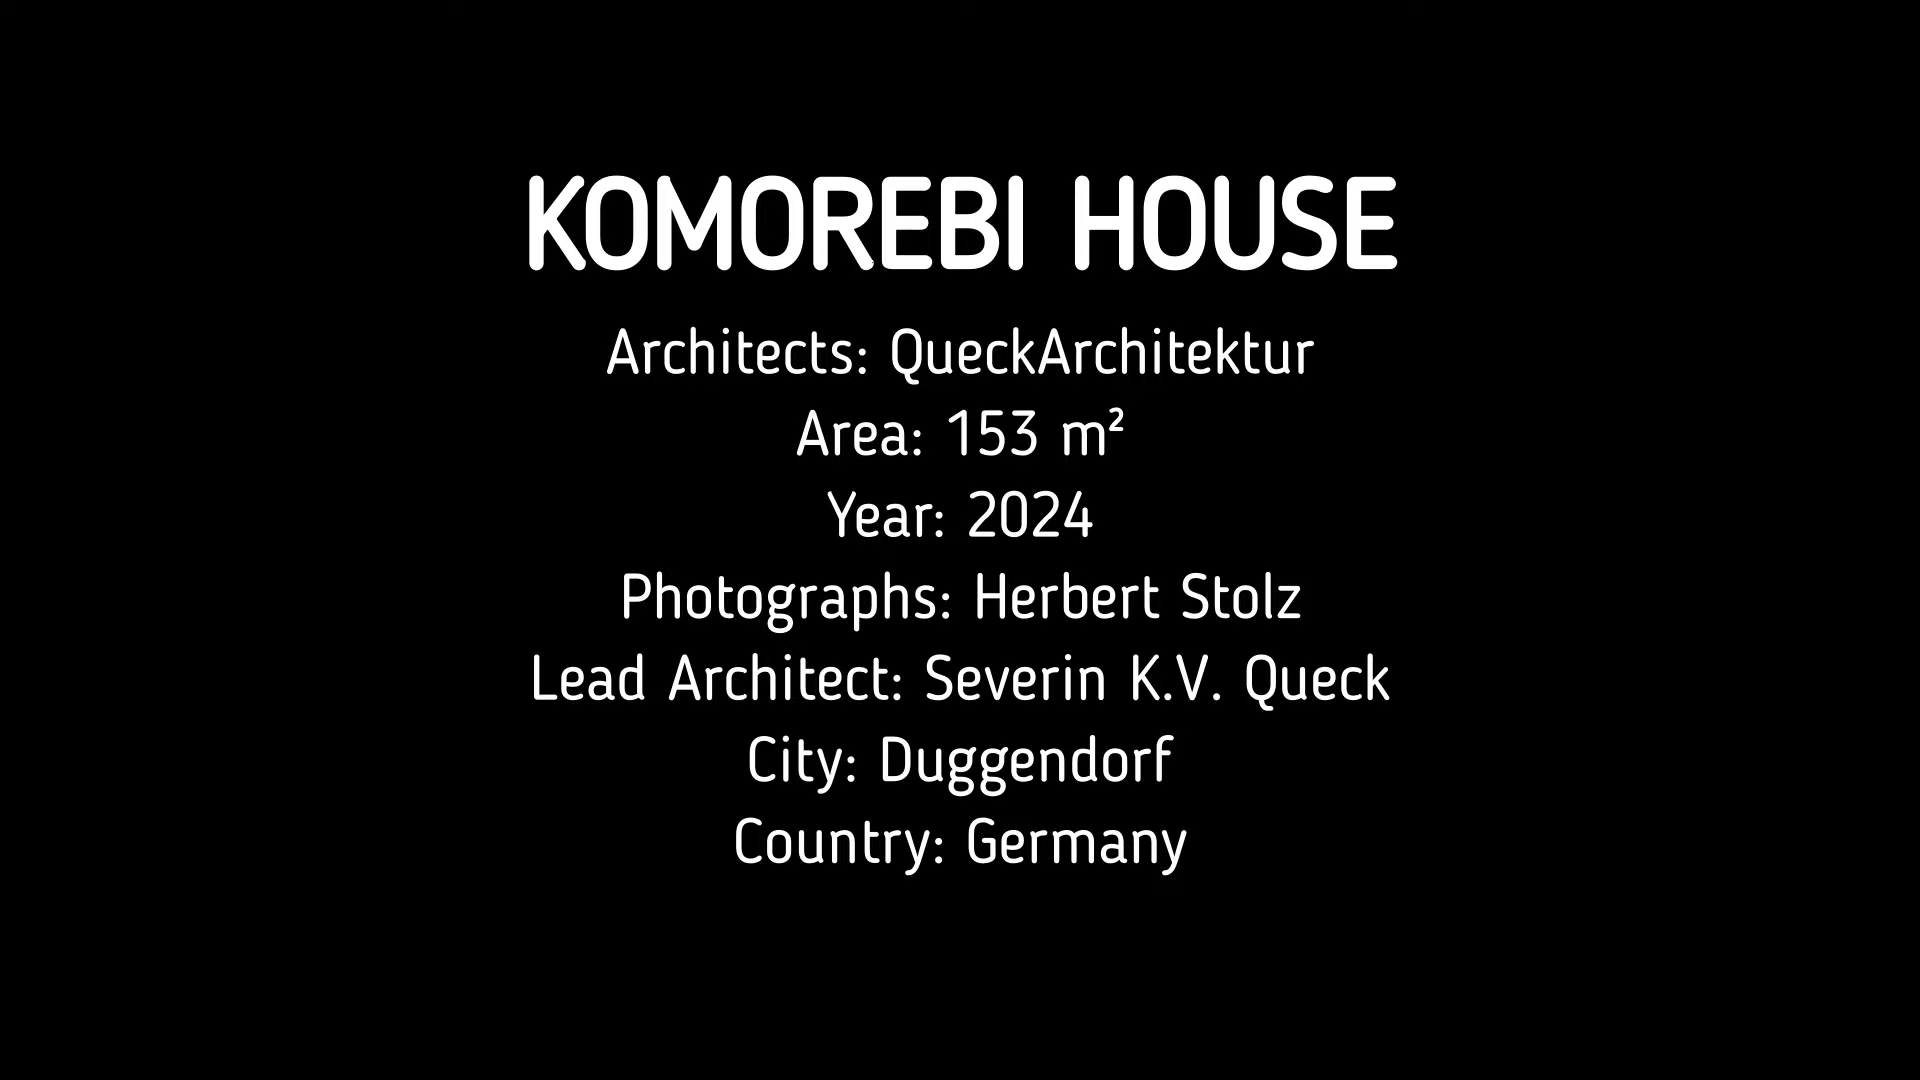 KOMOREBI HOUSE
Architects: QueckArchitektur
Area: 153 m²
Year: 2024
Photographs: Herbert Stolz
Lead Architect: Severin K.V. Queck
City: Duggendorf
Country: Germany